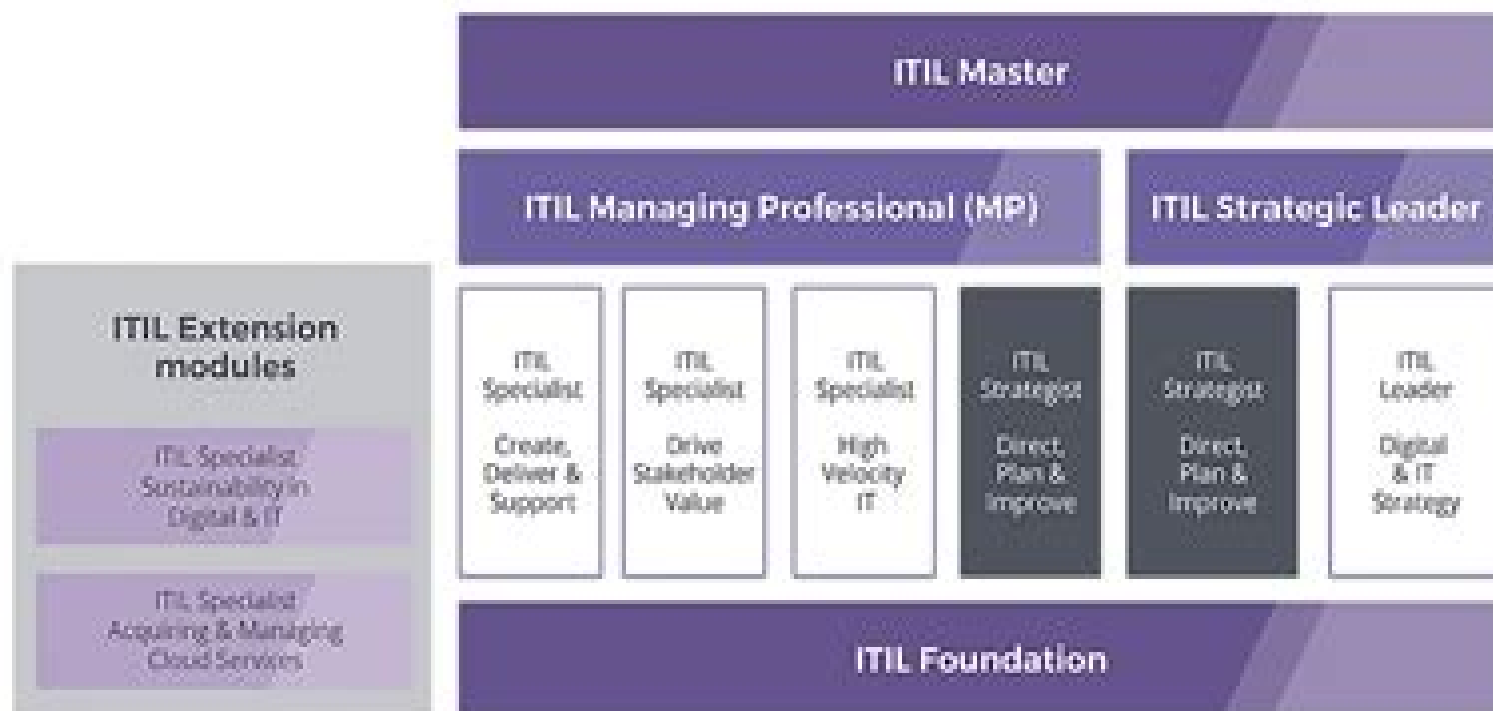 ITIL Master
ITIL Managing Professional (MP)
ITIL Strategic Leader
ITIL Extension
modules
ITIL Specialist
Sustainability in
Digital & IT
ITIL Specialist
Acquiring & Managing
Cloud Services
ITIL
Specialist
Create,
Deliver &
Support
ITIL
Specialist
Drive
Stakeholder
Value
ITIL
Specialist
High
Velocity
IT
ITIL
Strategist
Direct,
Plan &
Improve
ITIL
Strategist
Direct,
Plan &
Improve
ITIL
Leader
Digital
& IT
Strategy
ITIL Foundation